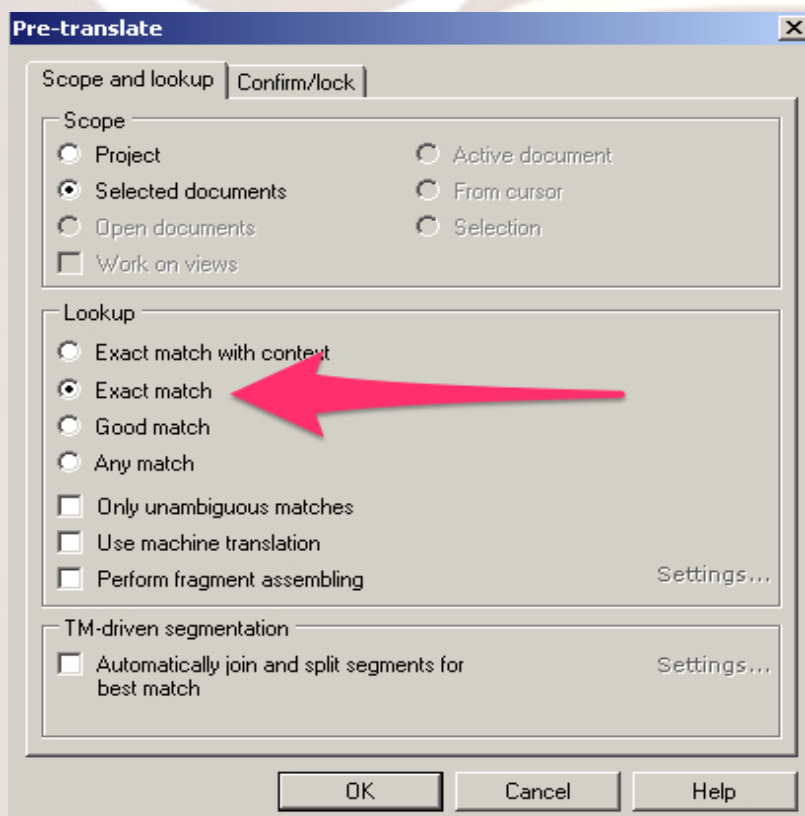 Pre-translate
Scope and lookup
Confirm/lock
Scope
Project
Active document
Selected documents
From cursor
Open documents
Selection
Work on views
Lookup
Exact match with context
Exact match
Good match
Any match
Only unambiguous matches
Use machine translation
Perform fragment assembling
Settings...
TM-driven segmentation
Automatically join and split segments for
best match
Settings...
OK
Cancel
Help